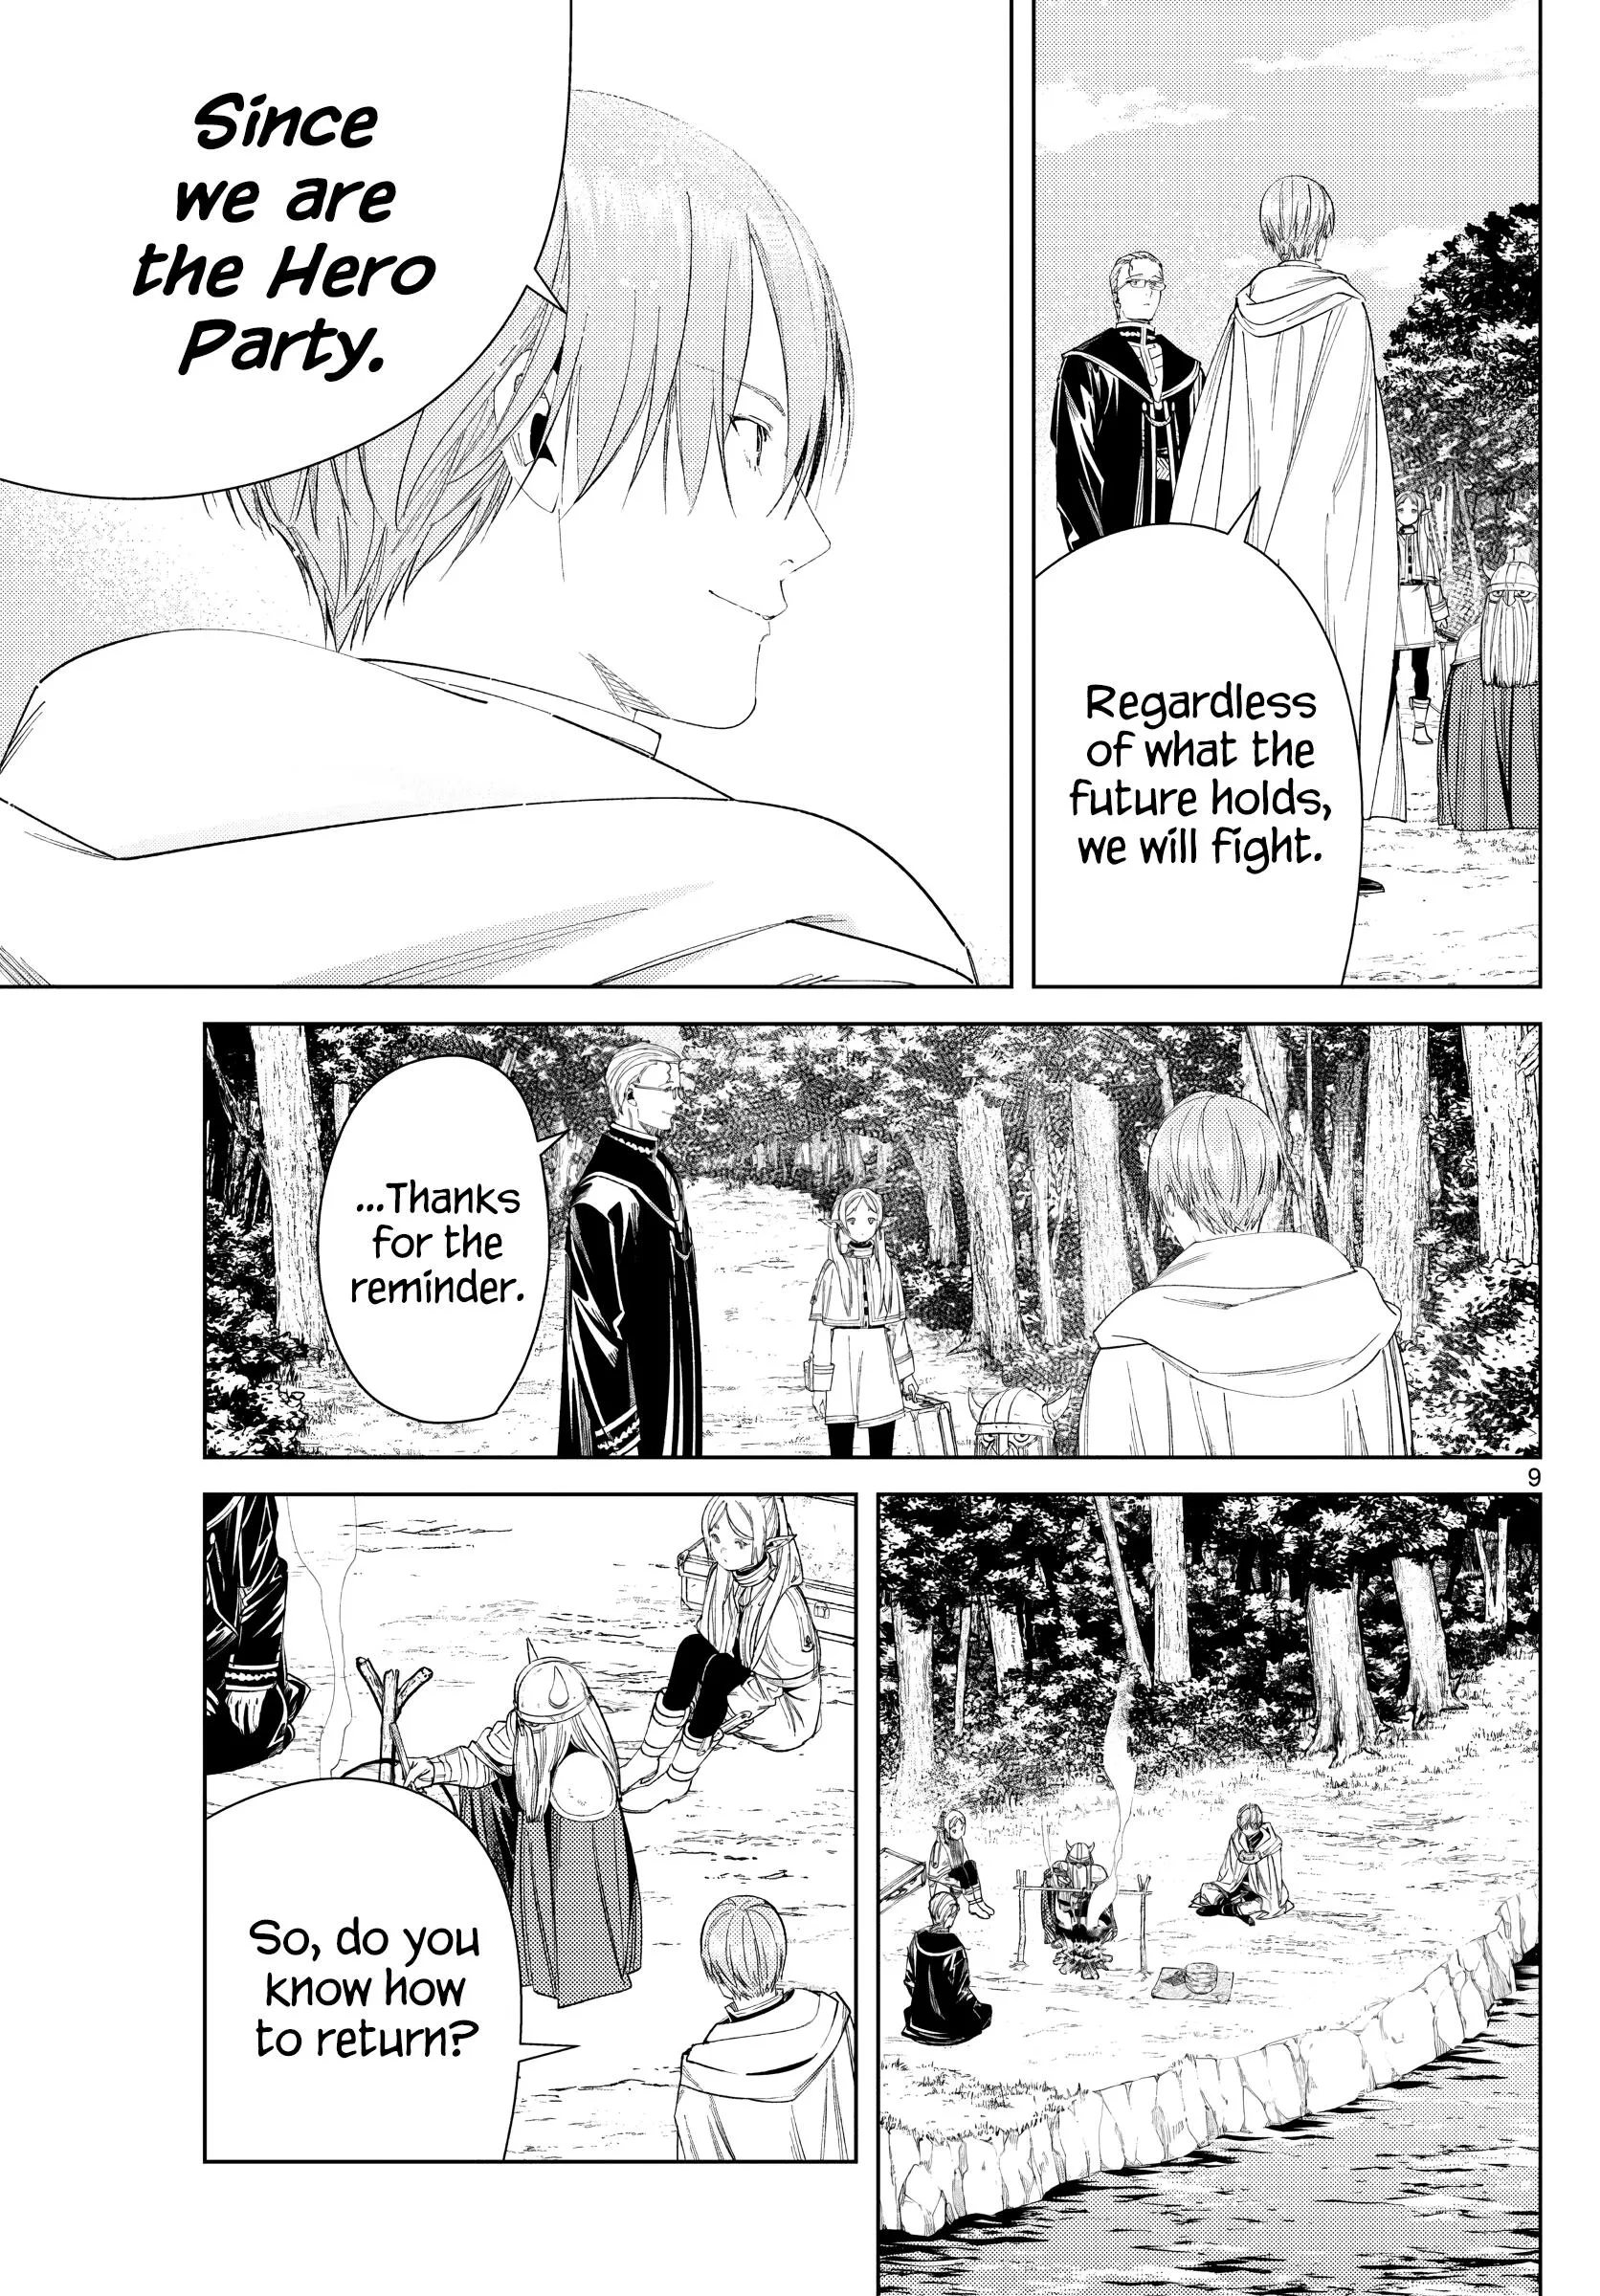 Regardless
of what the
future holds,
we will fight.
Since
we are
the Hero
Party.
...Thanks
for the
reminder.
9
So, do you
know how
to return?